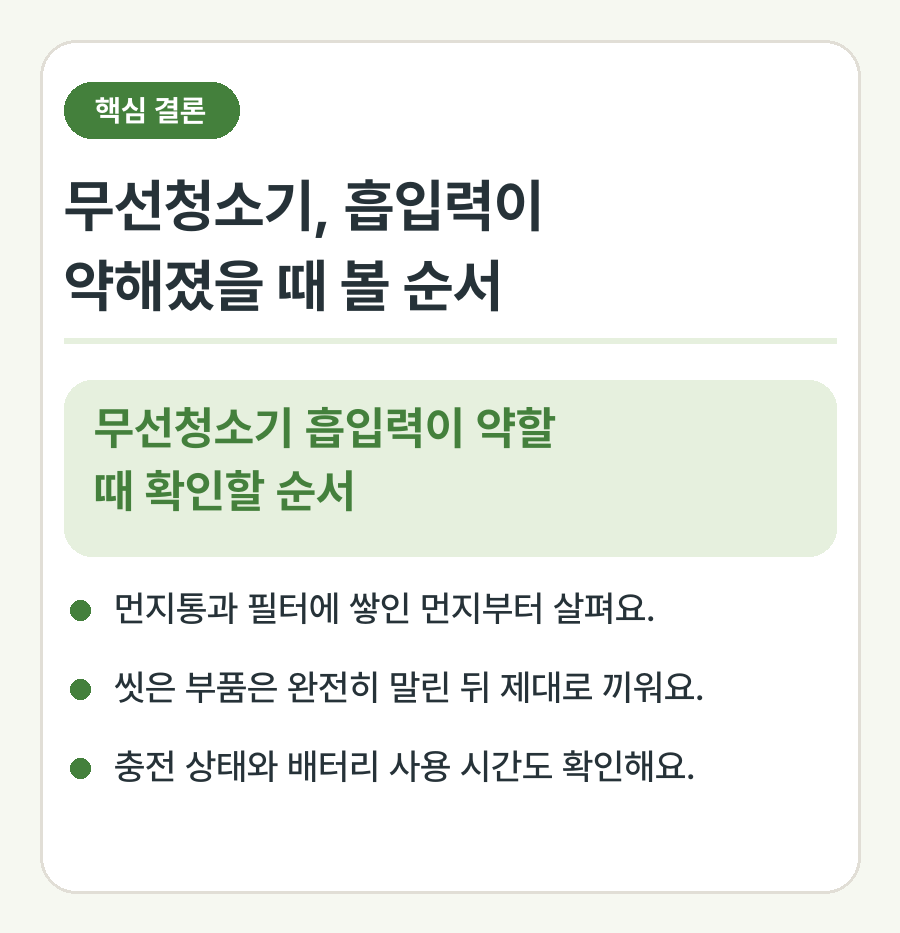 핵심 결론
무선청소기, 흡입력이
약해졌을 때 볼 순서
무선청소기 흡입력이 약할
때 확인할 순서
먼지통과 필터에 쌓인 먼지부터 살펴요.
씻은 부품은 완전히 말린 뒤 제대로 끼워요.
충전 상태와 배터리 사용 시간도 확인해요.